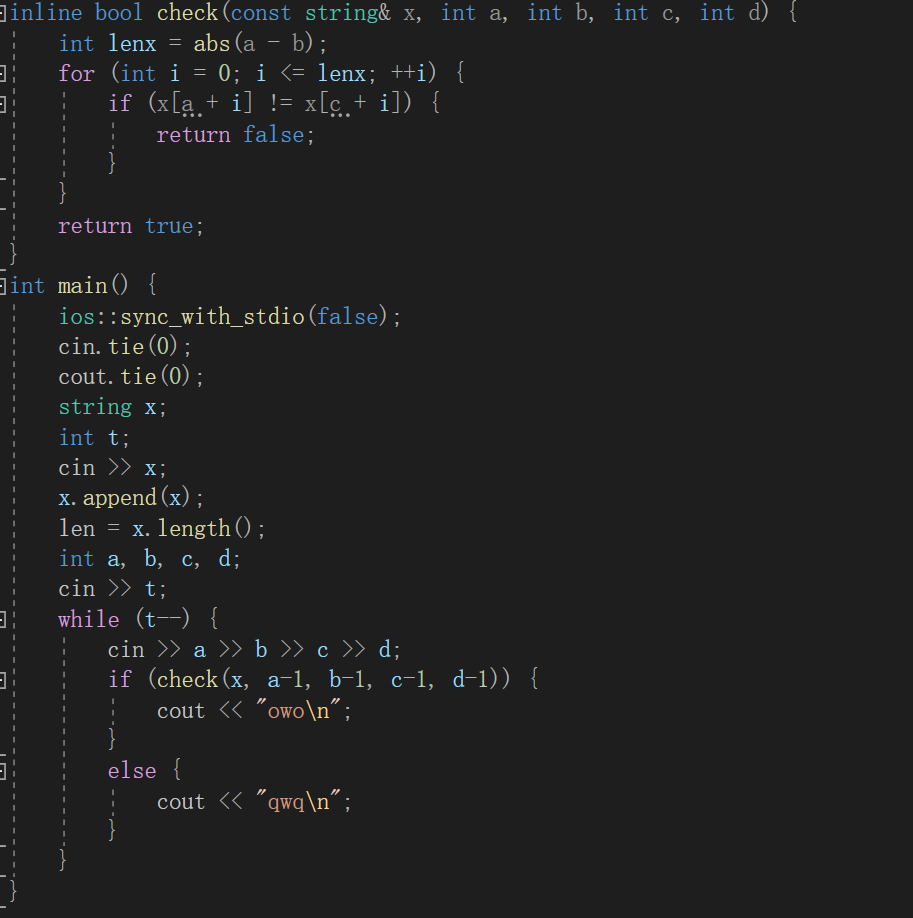 inline bool check(const string& x, int a, int b, int c, int d) {
    int lenx = abs(a - b);
    for (int i = 0; i <= lenx; ++i) {
        if (x[a + i] != x[c + i]) {
            return false;
        }
    }
    return true;
}
int main() {
    ios::sync_with_stdio(false);
    cin.tie(0);
    cout.tie(0);
    string x;
    int t;
    cin >> x;
    x.append(x);
    len = x.length();
    int a, b, c, d;
    cin >> t;
    while (t--) {
        cin >> a >> b >> c >> d;
        if (check(x, a-1, b-1, c-1, d-1)) {
            cout << "owo\n";
        }
        else {
            cout << "qwq\n";
        }
    }
}